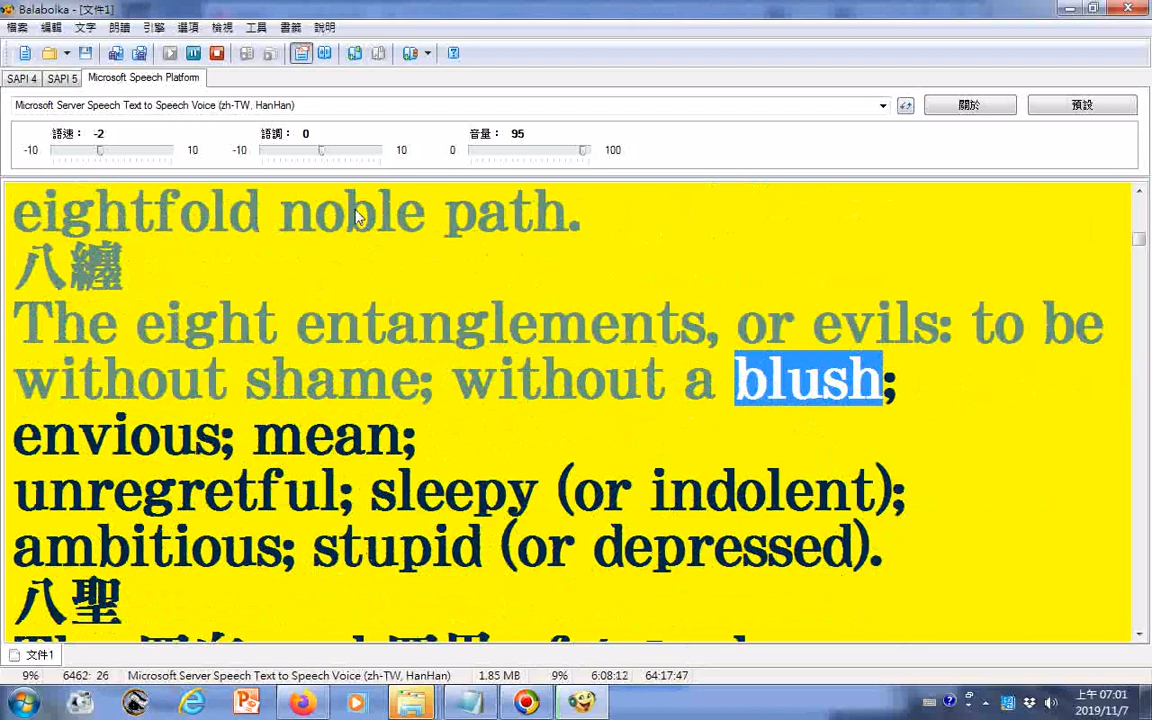 Balabolka - [文件1]
檔案 編輯 文字 朗讀 引擎 選項 檢視 工具 書籤 說明
SAPI 4 SAPI 5 Microsoft Speech Platform
Microsoft Server Speech Text to Speech Voice (zh-TW, HanHan) 關於 預設
語速： -2 語調： 0 音量： 95
-10 10 -10 10 0 100
eightfold noble path.
八纏
The eight entanglements, or evils: to be
without shame; without a blush;
envious; mean;
unregretful; sleepy (or indolent);
ambitious; stupid (or depressed).
八聖
文件1
9% 6462: 26 Microsoft Server Speech Text to Speech Voice (zh-TW, HanHan) 1.85 MB 9% 6:08:12 64:17:47
上午 07:01
2019/11/7